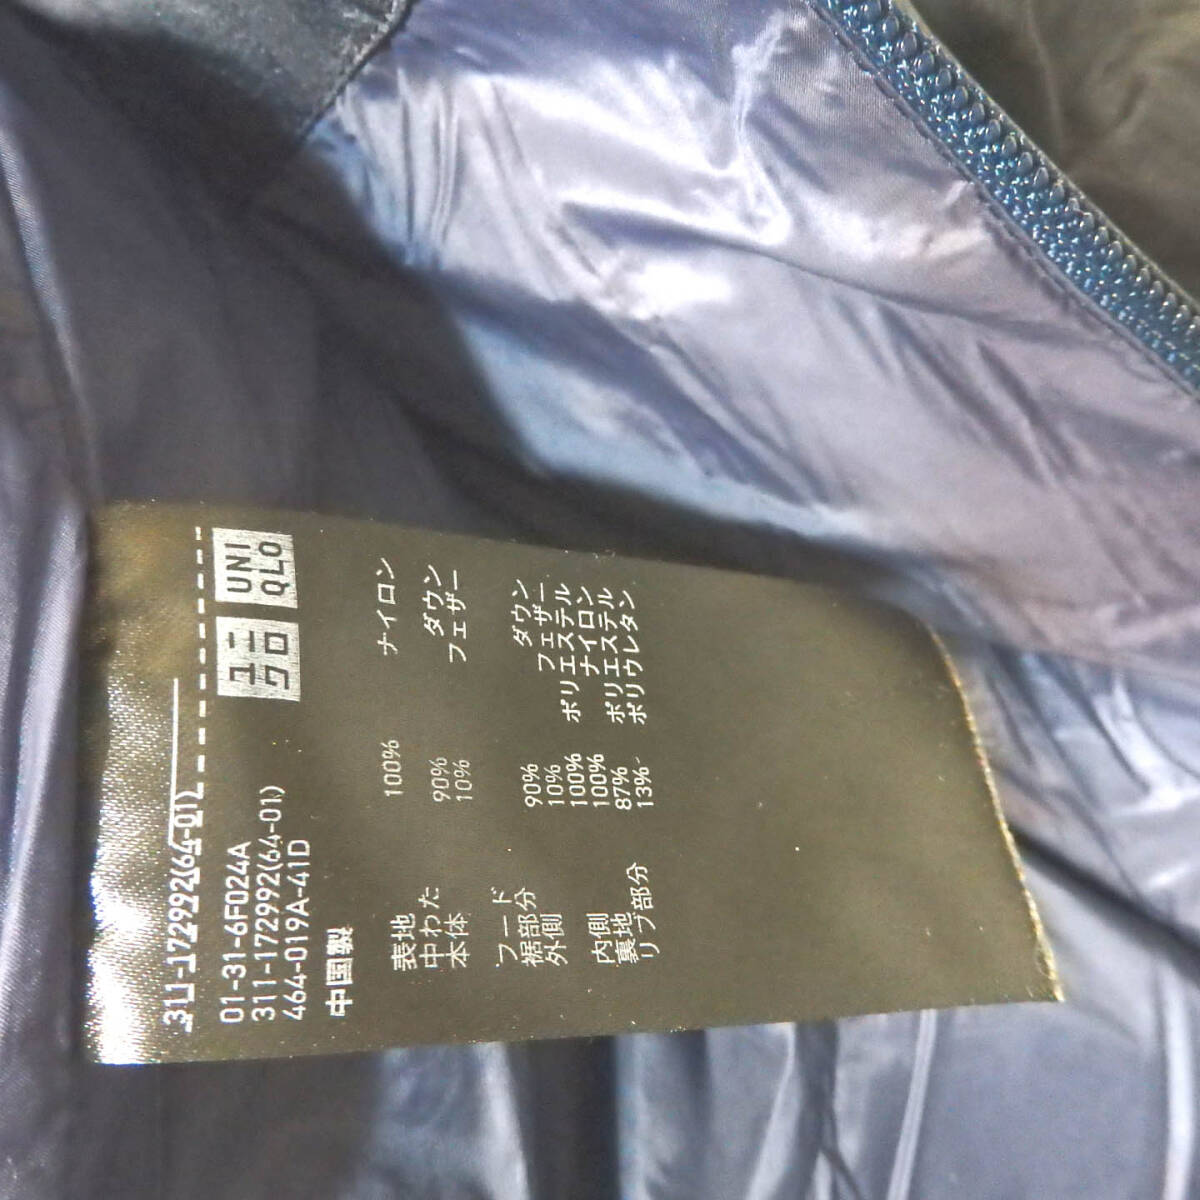 311-172992(64-01)
ユニ
クロ
UNI
QLO
01-31-6F024A
311-172992(64-01)
464-019A-41D
中国製
表地 100% ナイロン
中わた 90% ダウン
本体 10% フェザー
フード
裾部分 90% ダウン
外側 10% フェザー
100% ポリエステル
内側 100% ナイロン
裏地 87% ポリエステル
リブ部分 13% ポリウレタン